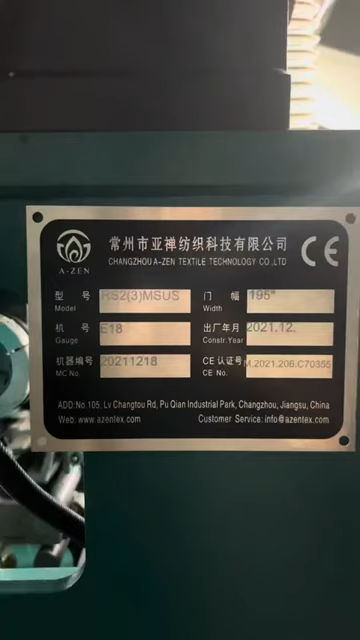 A-ZEN
常州市亚禅纺织科技有限公司
CHANGZHOU A-ZEN TEXTILE TECHNOLOGY CO.,LTD
CE
型号 RS2(3)MSUS 门幅 195"
Model Width
机号 E18 出厂年月 2021.12.
Gauge Constr.Year
机器编号 20211218 CE 认证号 M.2021.206.C70355
MC No. CE No.
ADD:No.105, Lv Changtou Rd, Pu Qian Industrial Park, Changzhou, Jiangsu, China
Web: www.azentex.com Customer Service: info@azentex.com